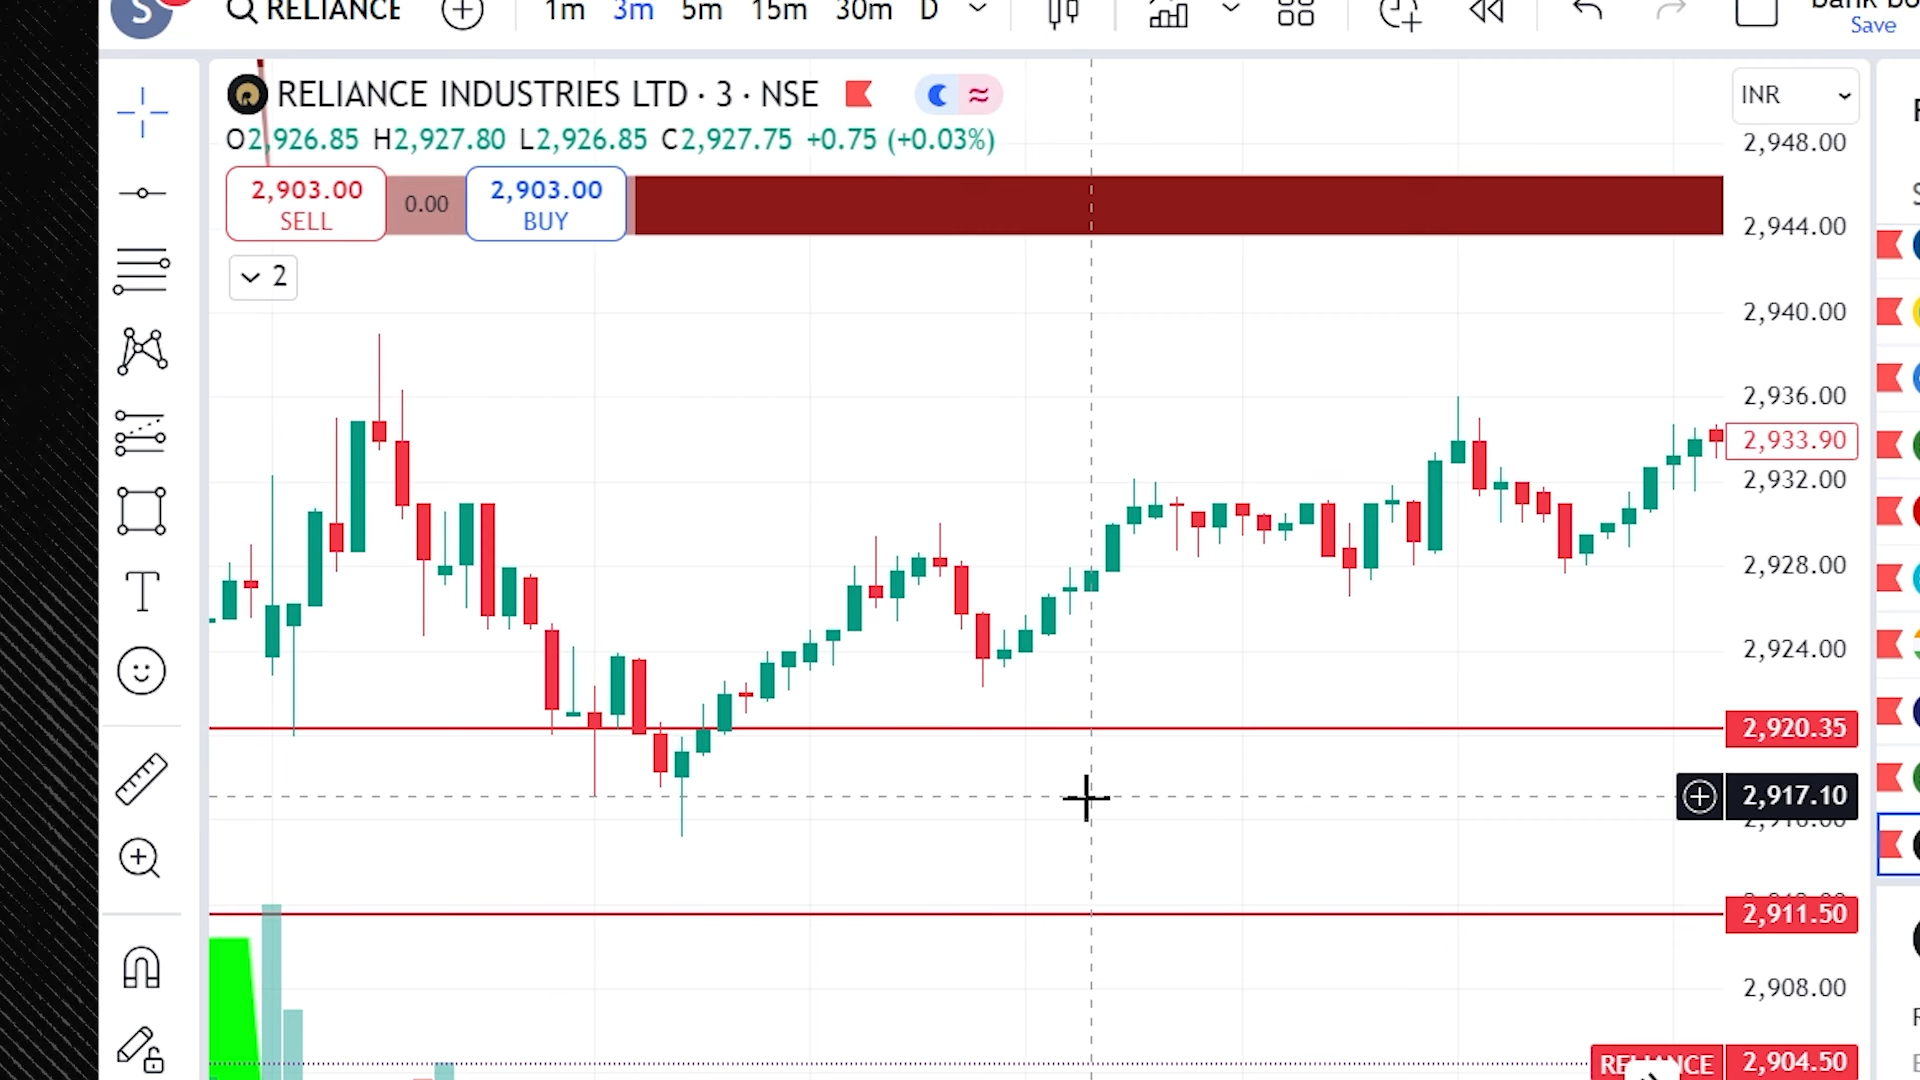 S RELIANCE 1m 3m 5m 15m 30m D
Save
RELIANCE INDUSTRIES LTD · 3 · NSE
INR
O2,926.85 H2,927.80 L2,926.85 C2,927.75 +0.75 (+0.03%)
2,948.00
2,903.00
SELL
0.00
2,903.00
BUY
2,944.00
2
2,940.00
2,936.00
2,933.90
2,932.00
2,928.00
2,924.00
2,920.35
2,917.10
2,911.50
2,908.00
2,904.50